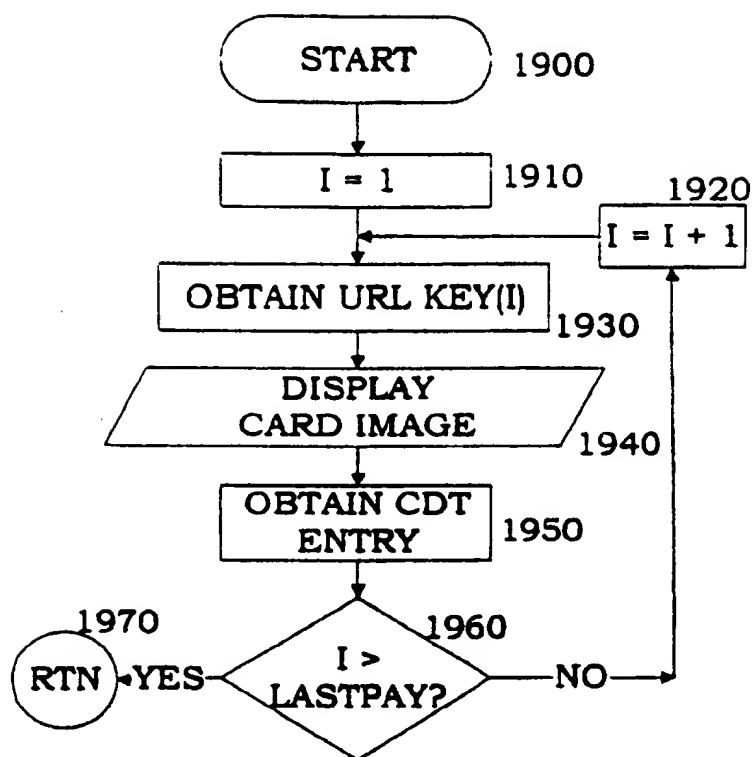 START
1900
I = 1
1910
1920
I = I + 1
OBTAIN URL KEY(I)
1930
DISPLAY
CARD IMAGE
1940
OBTAIN CDT
ENTRY
1950
1960
I >
LASTPAY?
1970
RTN
YES
NO